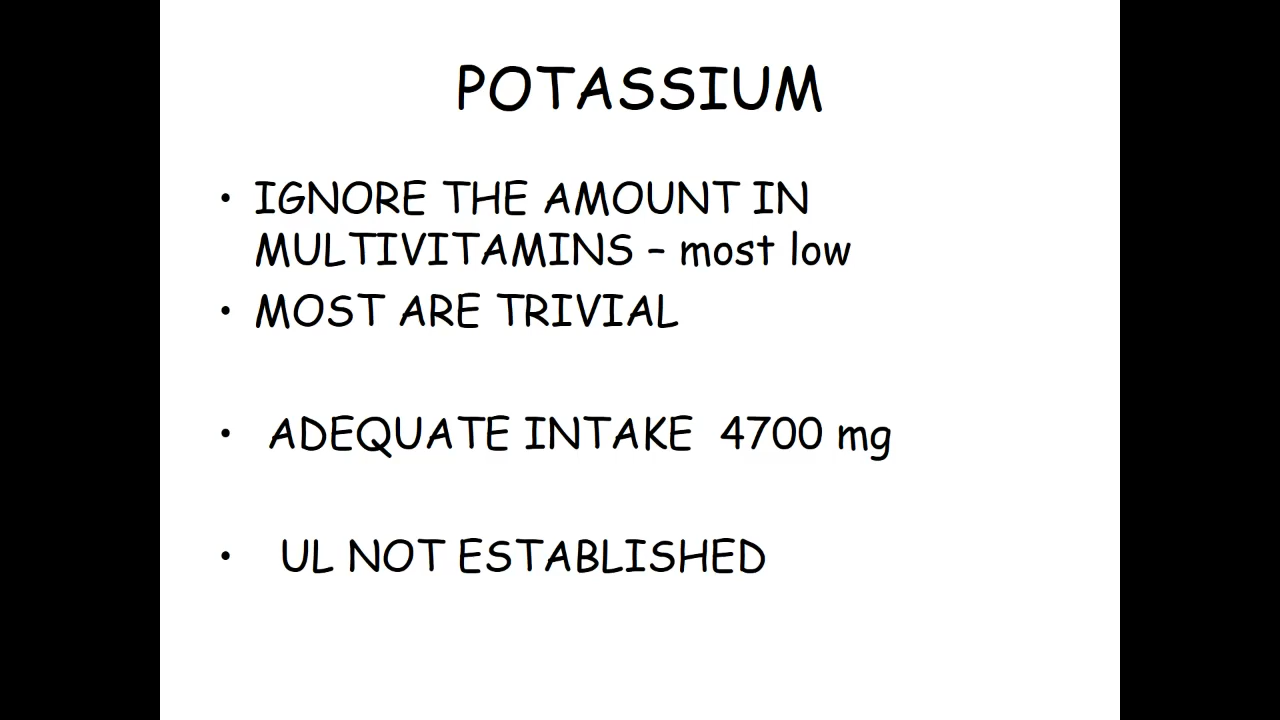 POTASSIUM
• IGNORE THE AMOUNT IN
MULTIVITAMINS – most low
• MOST ARE TRIVIAL
• ADEQUATE INTAKE 4700 mg
• UL NOT ESTABLISHED